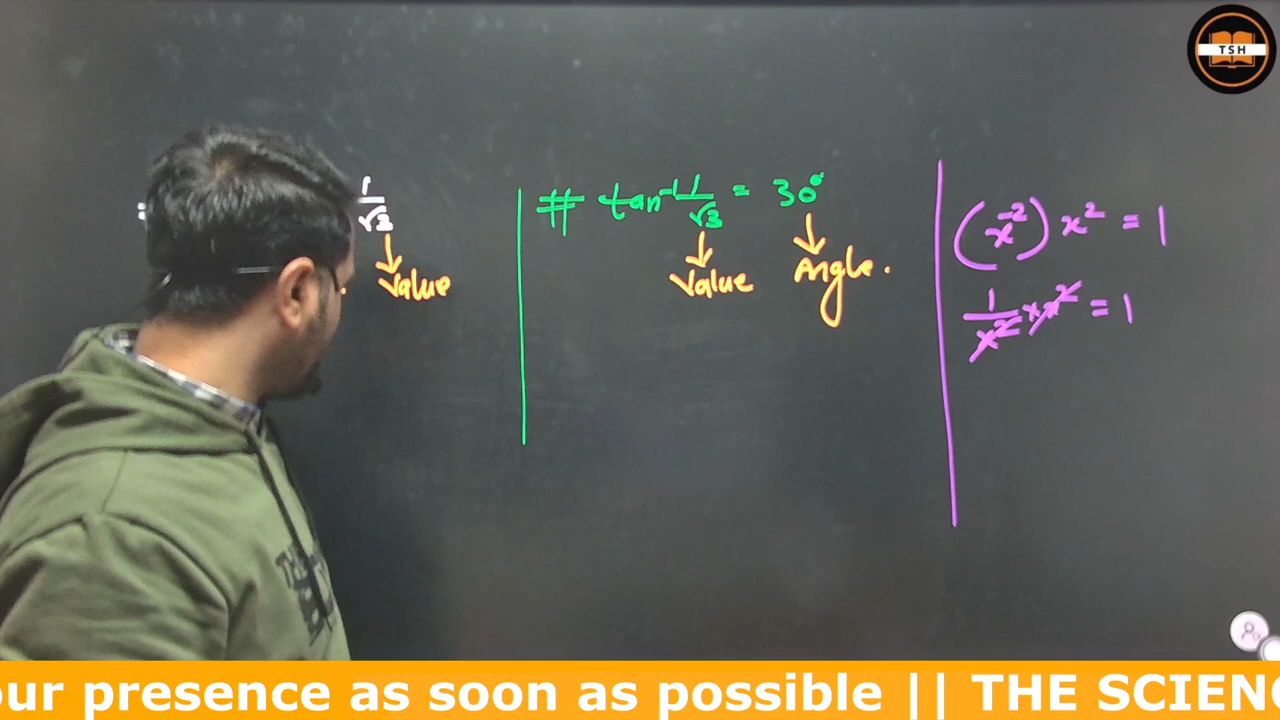 TSH
= 1/√3
Value
# tan⁻¹ 1/√3 = 30°
Value Angle.
(x⁻²) x² = 1
1/x² × x² = 1
our presence as soon as possible || THE SCIENC